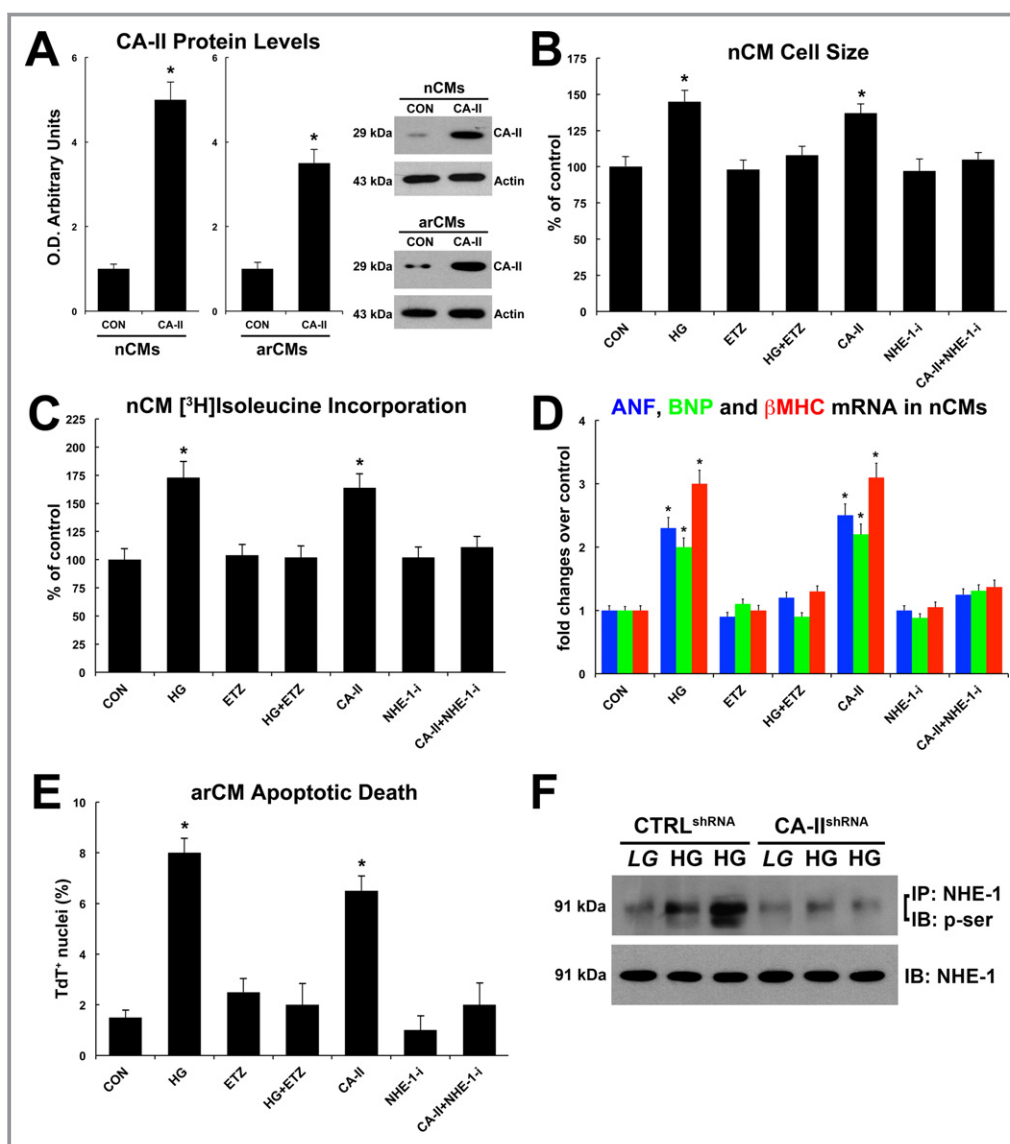 A
CA-II Protein Levels
O.D. Arbitrary Units
6
4
2
0
6
4
2
0
*
*
CON
CA-II
CON
CA-II
nCMs
arCMs
nCMs
CON
CA-II
29 kDa
CA-II
43 kDa
Actin
arCMs
CON
CA-II
29 kDa
CA-II
43 kDa
Actin
B
nCM Cell Size
% of control
175
150
125
100
75
50
25
0
*
*
CON
HG
ETZ
HG+ETZ
CA-II
NHE-1-i
CA-II+NHE-1-i
C
nCM [³H]Isoleucine Incorporation
% of control
225
200
175
150
125
100
75
50
25
0
*
*
CON
HG
ETZ
HG+ETZ
CA-II
NHE-1-i
CA-II+NHE-1-i
D
ANF, BNP and βMHC mRNA in nCMs
fold changes over control
4
3
2
1
0
*
*
*
*
*
*
CON
HG
ETZ
HG+ETZ
CA-II
NHE-1-i
CA-II+NHE-1-i
E
arCM Apoptotic Death
TdT⁺ nuclei (%)
10
8
6
4
2
0
*
*
CON
HG
ETZ
HG+ETZ
CA-II
NHE-1-i
CA-II+NHE-1-i
F
CTRLshRNA
CA-IIshRNA
LG HG HG LG HG HG
91 kDa
IP: NHE-1
IB: p-ser
91 kDa
IB: NHE-1